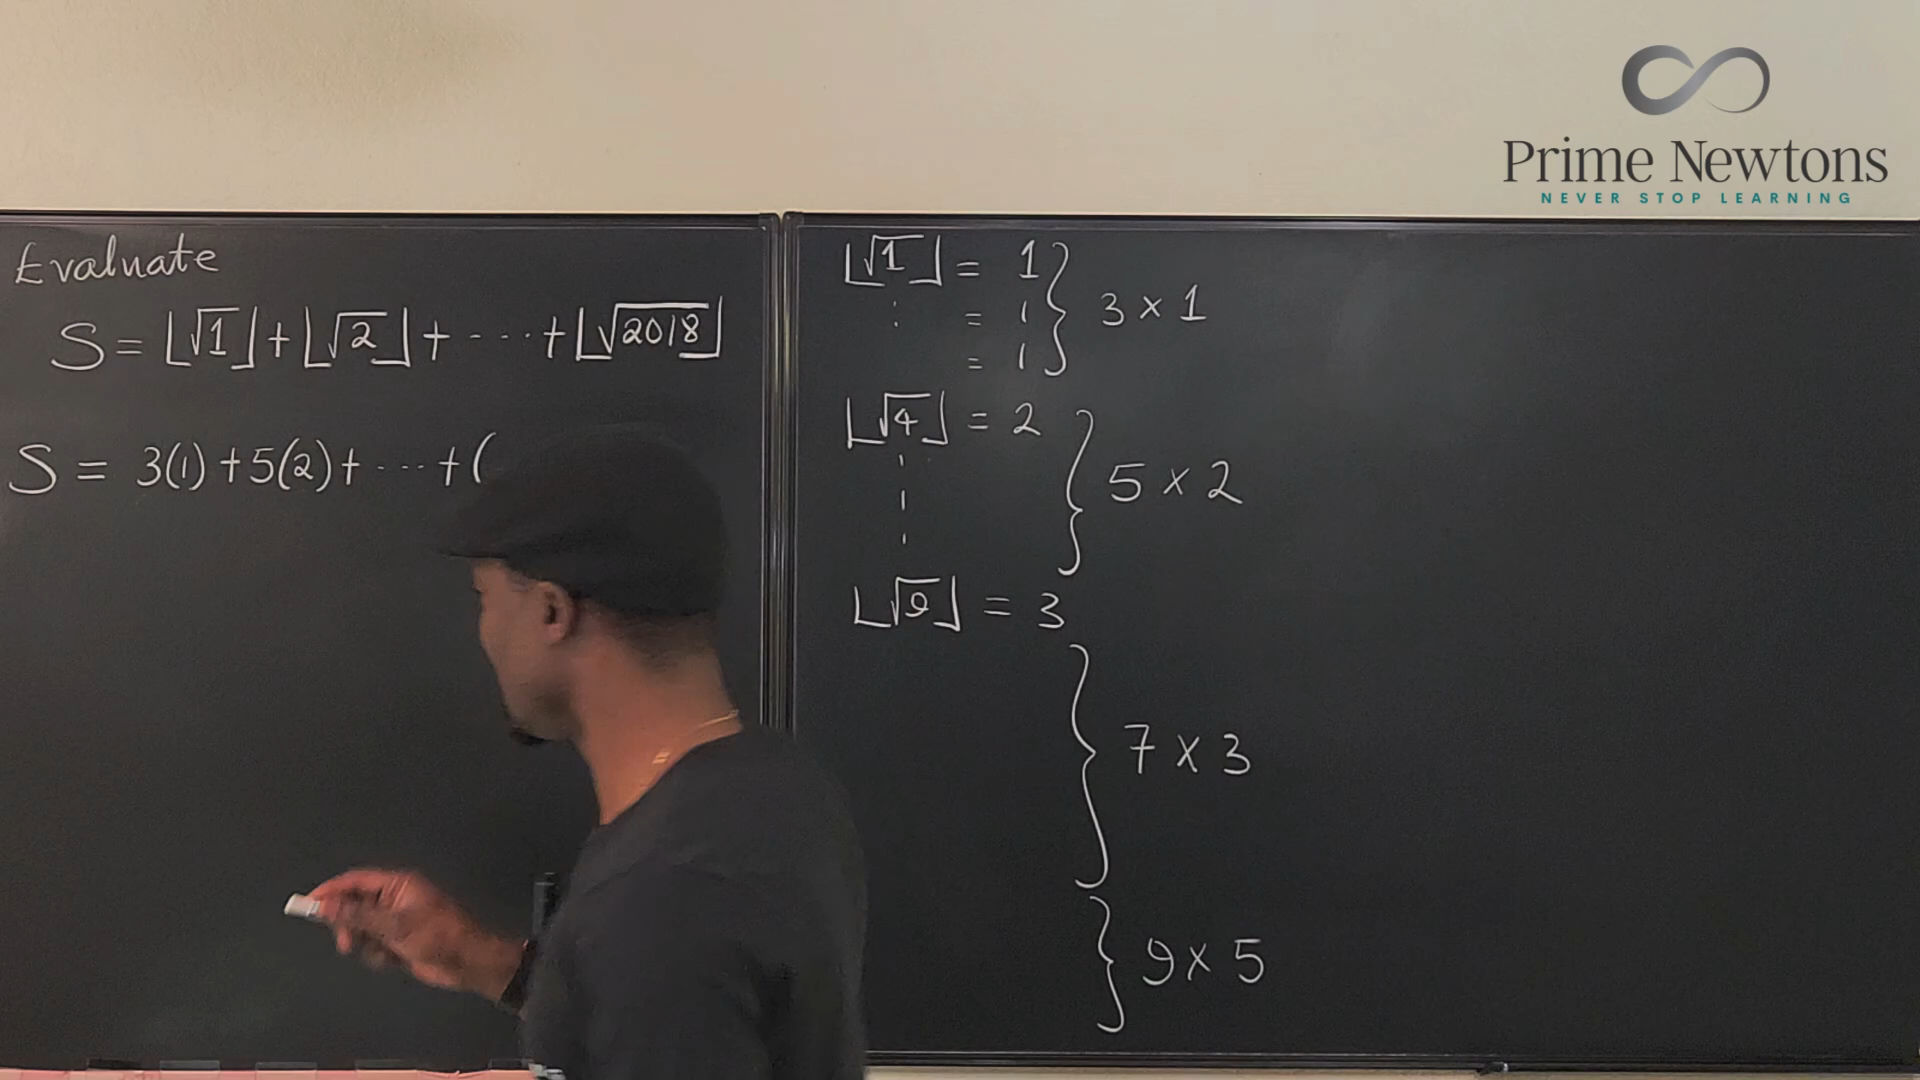 Prime Newtons
NEVER STOP LEARNING
Evaluate
S = ⌊√1⌋ + ⌊√2⌋ + ····· + ⌊√2018⌋
S = 3(1) + 5(2) + ····· + (
⌊√1⌋ = 1
⋮ = 1
= 1
} 3 × 1
⌊√4⌋ = 2
⋮
} 5 × 2
⌊√9⌋ = 3
} 7 × 3
} 9 × 5